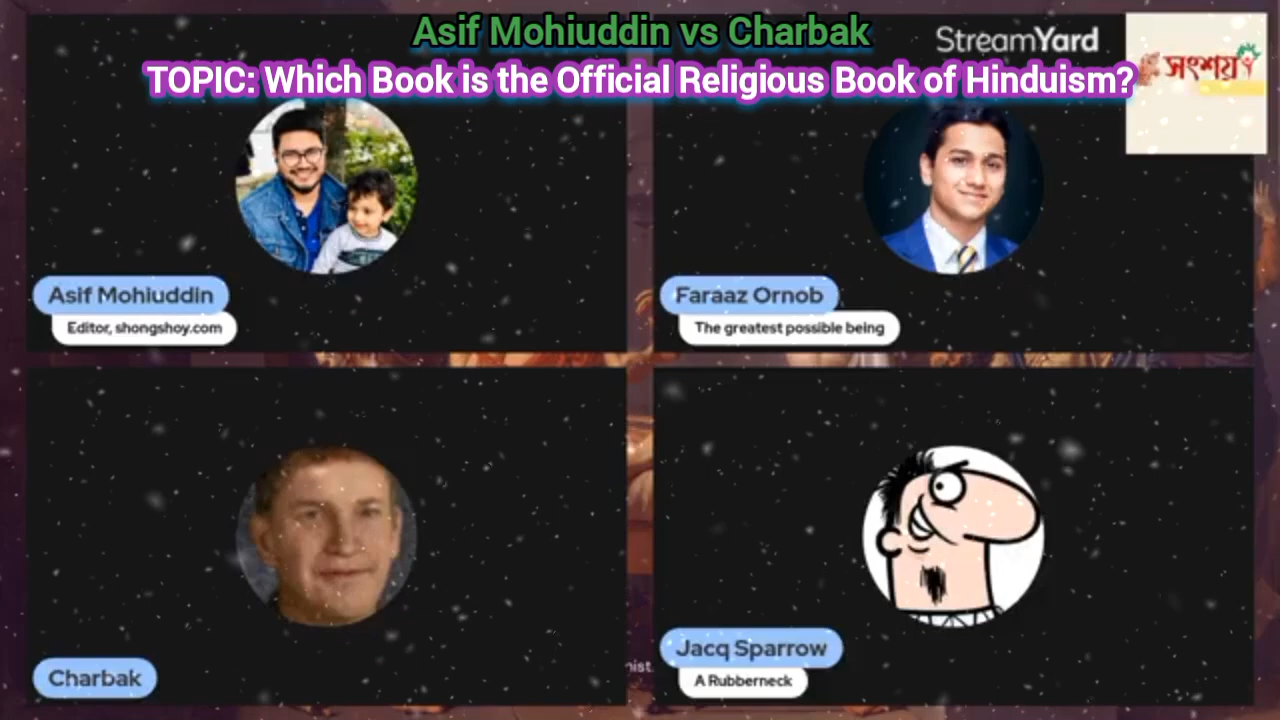 Asif Mohiuddin vs Charbak
StreamYard
TOPIC: Which Book is the Official Religious Book of Hinduism?
সংশয়
Asif Mohiuddin
Editor, shongshoy.com
Faraaz Ornob
The greatest possible being
Charbak
Jacq Sparrow
A Rubberneck